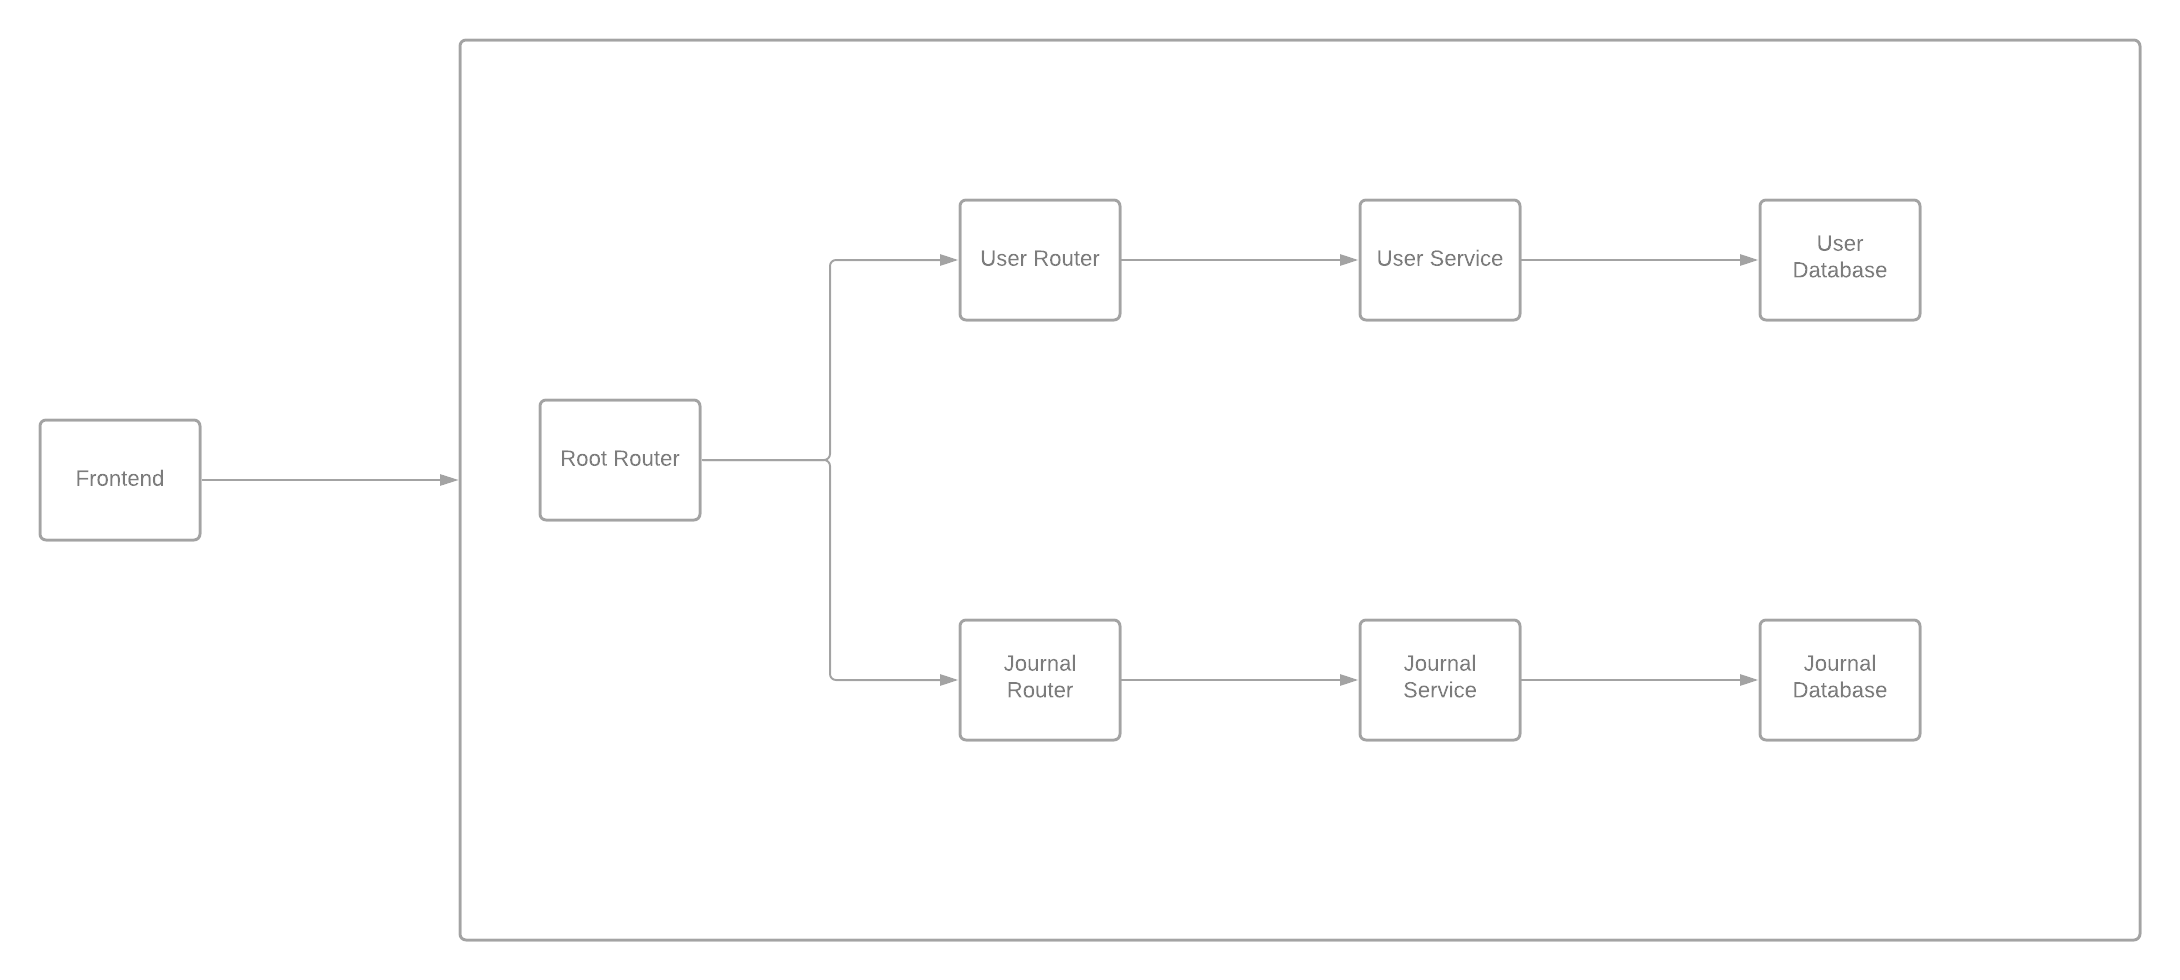 Frontend
Root Router
User Router
User Service
User
Database
Journal
Router
Journal
Service
Journal
Database